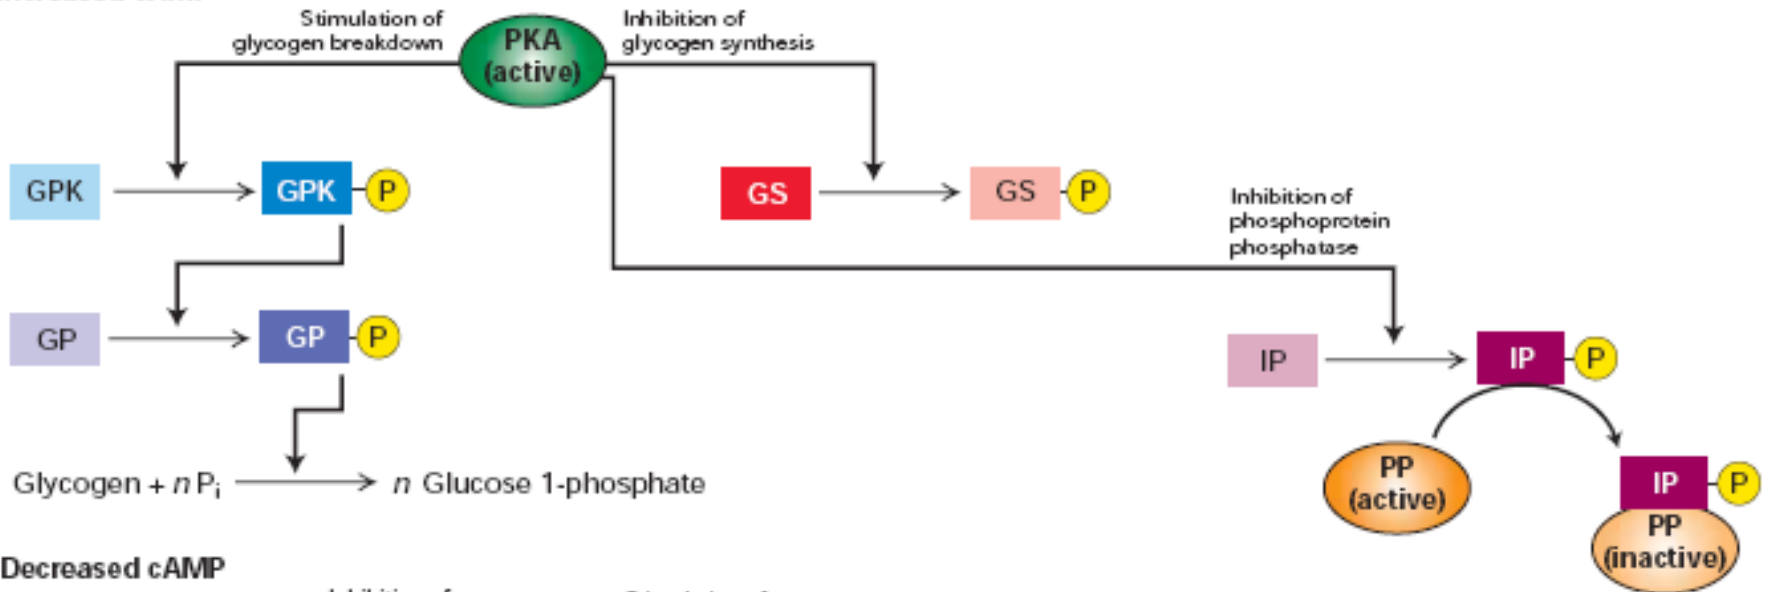 Stimulation of
glycogen breakdown
PKA
(active)
Inhibition of
glycogen synthesis
GPK
GPK
P
GS
GS
P
Inhibition of
phosphoprotein
phosphatase
GP
GP
P
IP
IP
P
Glycogen + n Pi
n Glucose 1-phosphate
PP
(active)
IP
P
PP
(inactive)
Decreased cAMP